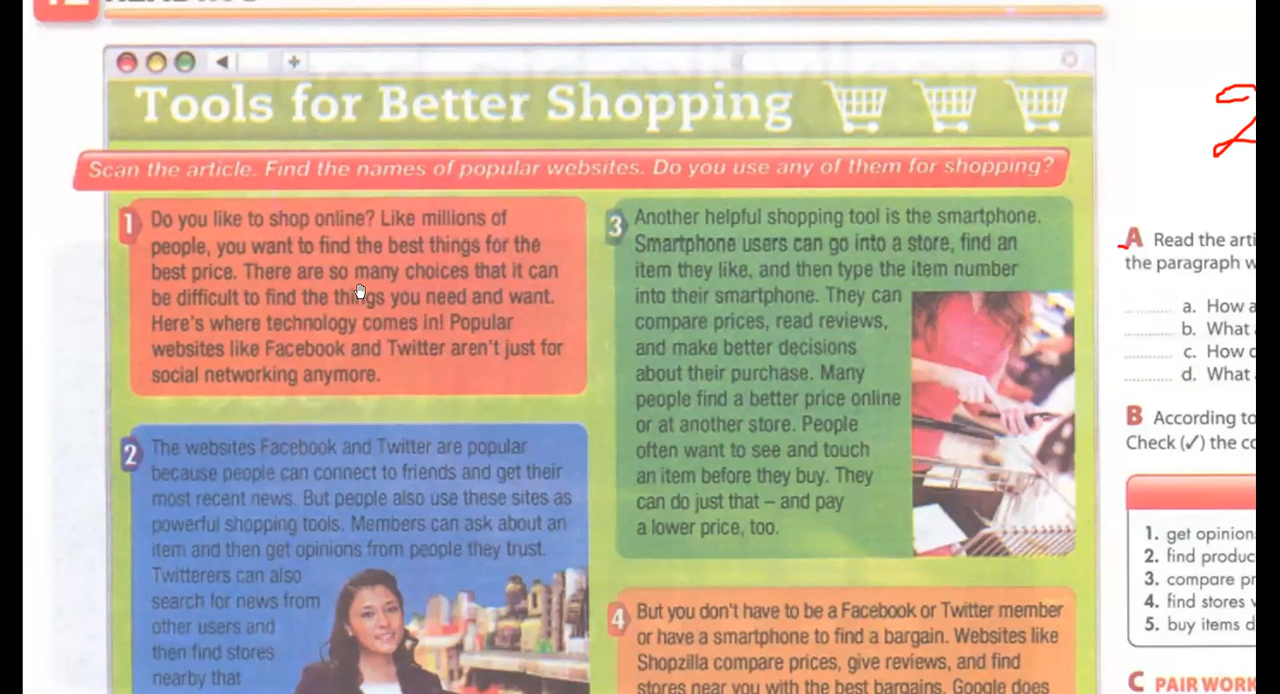 Tools for Better Shopping
Scan the article. Find the names of popular websites. Do you use any of them for shopping?
1
Do you like to shop online? Like millions of
people, you want to find the best things for the
best price. There are so many choices that it can
be difficult to find the things you need and want.
Here's where technology comes in! Popular
websites like Facebook and Twitter aren't just for
social networking anymore.
2
The websites Facebook and Twitter are popular
because people can connect to friends and get their
most recent news. But people also use these sites as
powerful shopping tools. Members can ask about an
item and then get opinions from people they trust.
Twitterers can also
search for news from
other users and
then find stores
nearby that
3
Another helpful shopping tool is the smartphone.
Smartphone users can go into a store, find an
item they like, and then type the item number
into their smartphone. They can
compare prices, read reviews,
and make better decisions
about their purchase. Many
people find a better price online
or at another store. People
often want to see and touch
an item before they buy. They
can do just that – and pay
a lower price, too.
4
But you don't have to be a Facebook or Twitter member
or have a smartphone to find a bargain. Websites like
Shopzilla compare prices, give reviews, and find
stores near you with the best bargains. Google does
2
A Read the arti
the paragraph w
a. How a
b. What
c. How c
d. What
B According to
Check (✓) the co
1. get opinion
2. find produc
3. compare pr
4. find stores
5. buy items d
C PAIR WORK